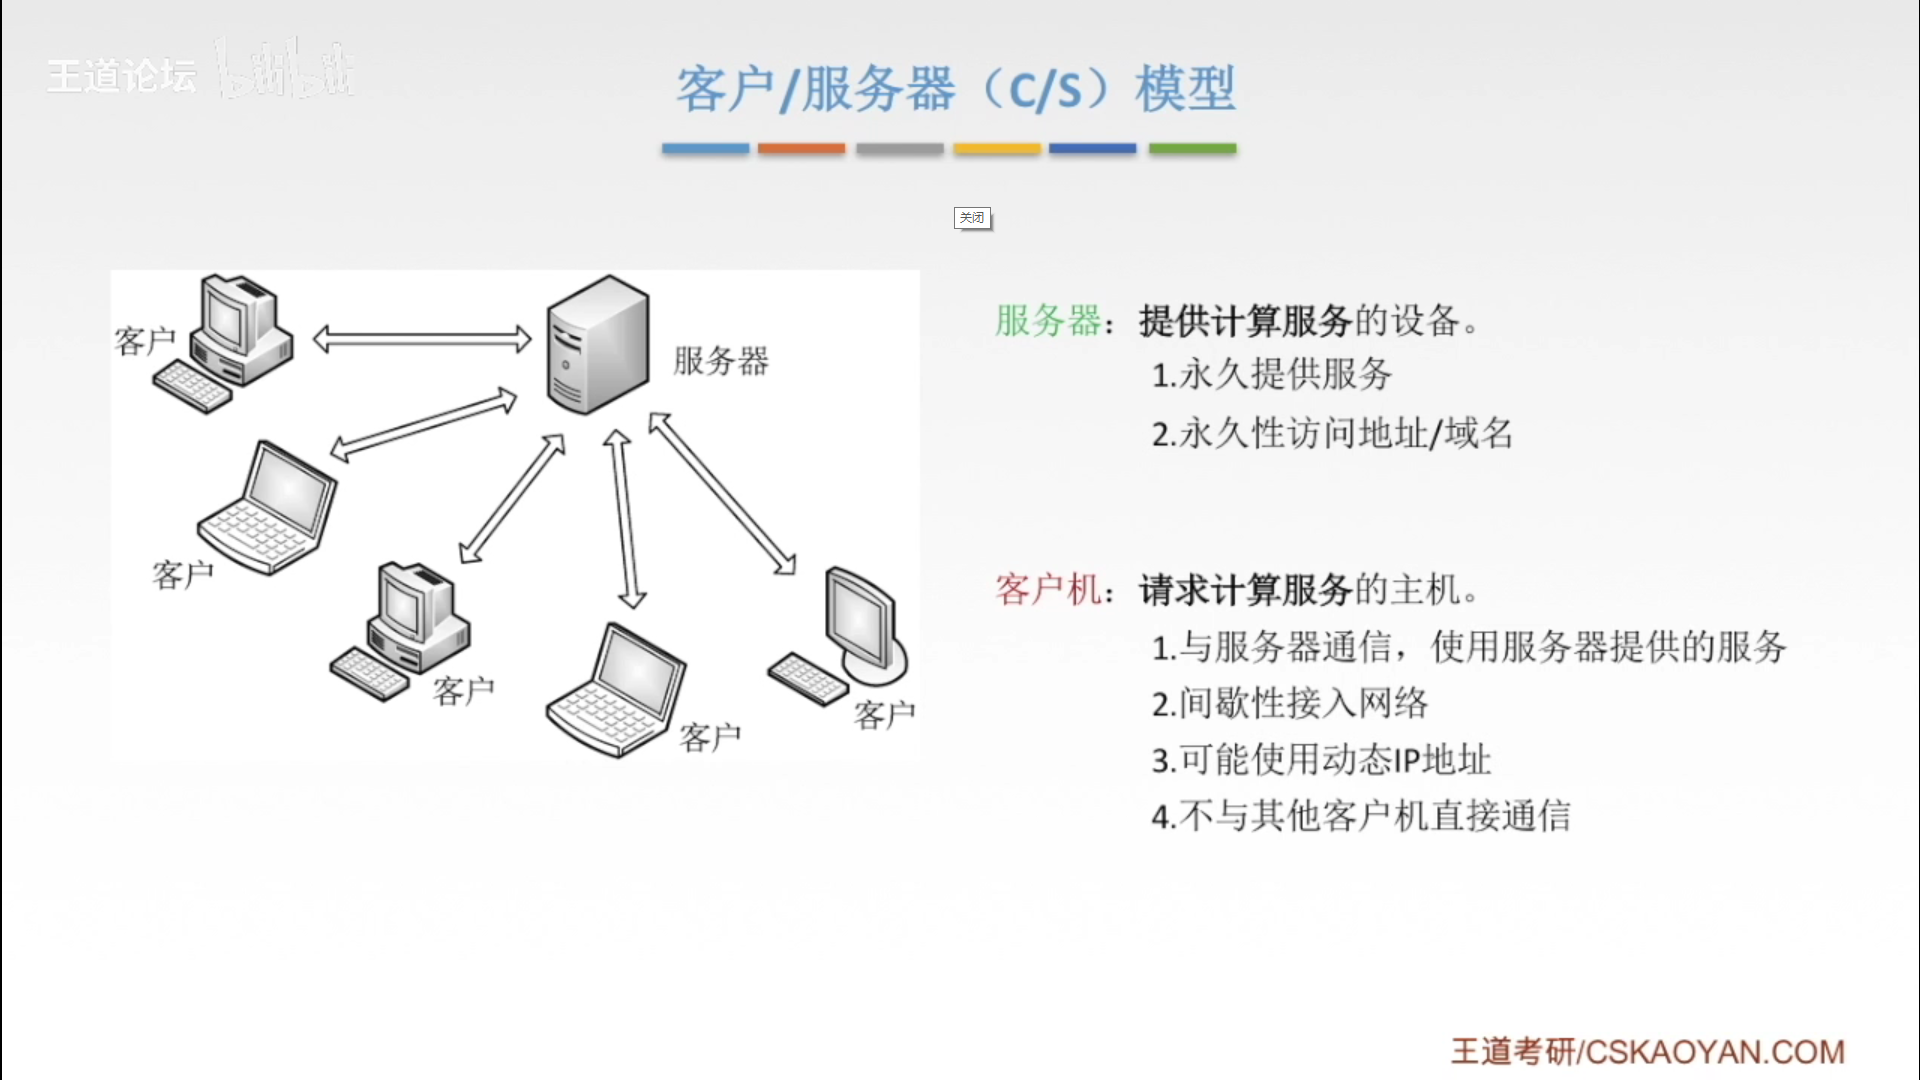 王道论坛 bilibili
客户/服务器（C/S）模型
关闭
客户
服务器
客户
客户
客户
客户
服务器：提供计算服务的设备。
1.永久提供服务
2.永久性访问地址/域名
客户机：请求计算服务的主机。
1.与服务器通信，使用服务器提供的服务
2.间歇性接入网络
3.可能使用动态IP地址
4.不与其他客户机直接通信
王道考研/CSKAOYAN.COM